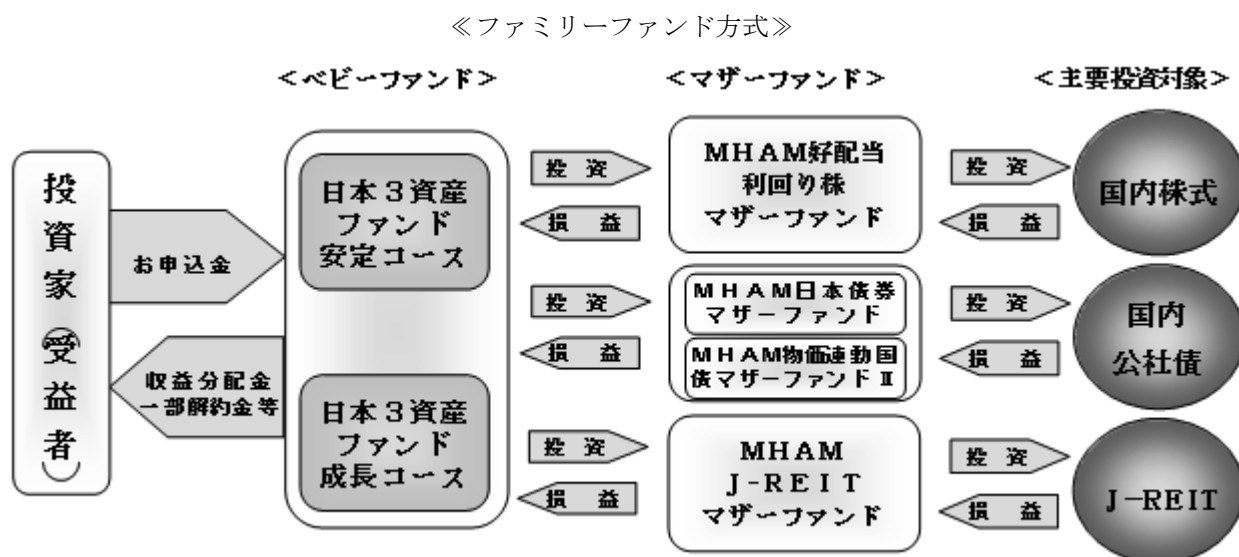 ≪ファミリーファンド方式≫
＜ベビーファンド＞
＜マザーファンド＞
＜主要投資対象＞
投資家（受益者）
お申込金
収益分配金
一部解約金等
日本３資産
ファンド
安定コース
日本３資産
ファンド
成長コース
投資
損益
投資
損益
投資
損益
ＭＨＡＭ好配当
利回り株
マザーファンド
ＭＨＡＭ日本債券
マザーファンド
ＭＨＡＭ物価連動国
債マザーファンドⅡ
ＭＨＡＭ
Ｊ-ＲＥＩＴ
マザーファンド
投資
損益
投資
損益
投資
損益
国内株式
国内
公社債
Ｊ-ＲＥＩＴ